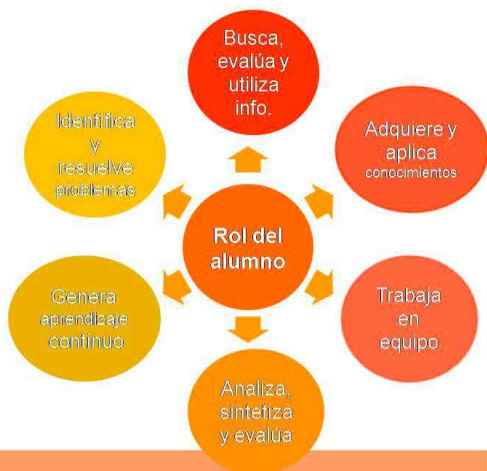 Busca,
evalúa y
utiliza
info.
Identifica
y
resuelve
problemas
Adquiere y
aplica
conocimientos
Rol del
alumno
Genera
aprendizaje
continuo
Trabaja
en
equipo
Analiza,
sintetiza
y evalúa